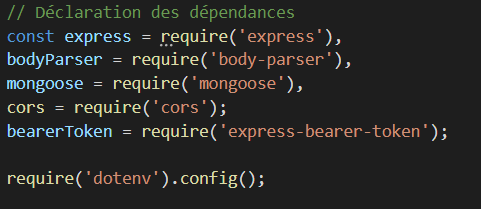 // Déclaration des dépendances
const express = require('express'),
bodyParser = require('body-parser'),
mongoose = require('mongoose'),
cors = require('cors');
bearerToken = require('express-bearer-token');
require('dotenv').config();